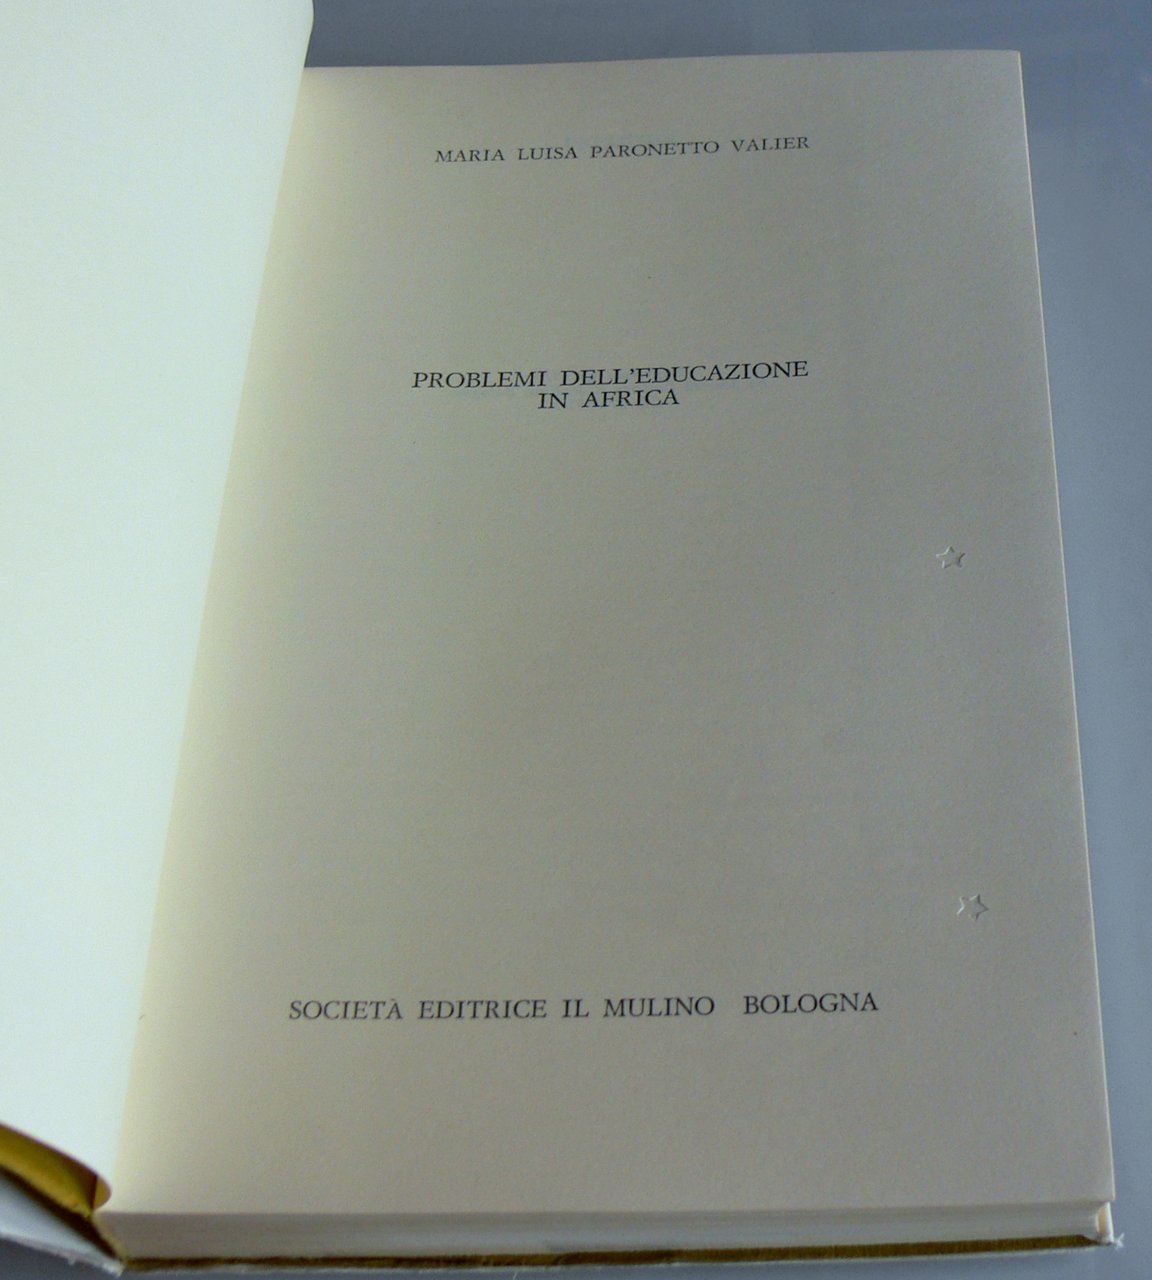 MARIA LUISA PARONETTO VALIER
PROBLEMI DELL'EDUCAZIONE
IN AFRICA
SOCIETÀ EDITRICE IL MULINO BOLOGNA